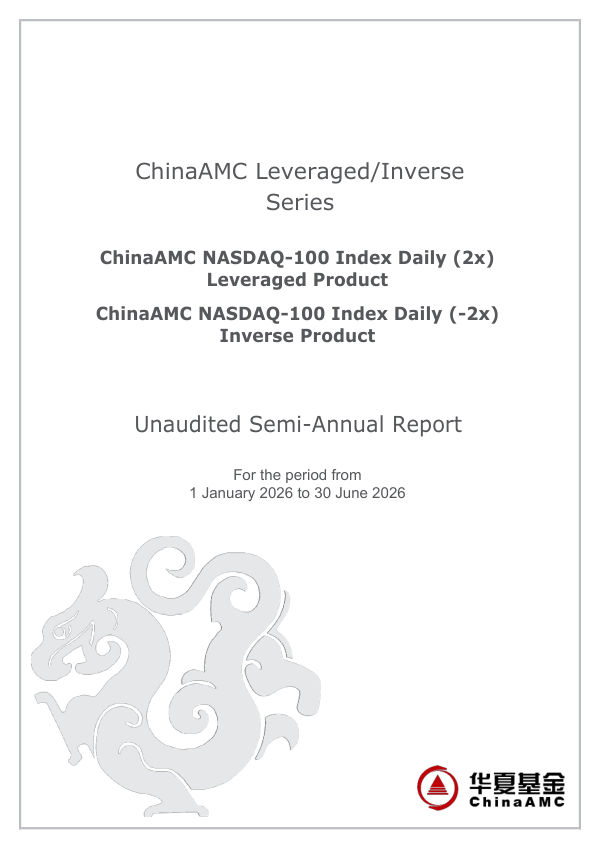 ChinaAMC Leveraged/Inverse
Series
ChinaAMC NASDAQ-100 Index Daily (2x)
Leveraged Product
ChinaAMC NASDAQ-100 Index Daily (-2x)
Inverse Product
Unaudited Semi-Annual Report
For the period from
1 January 2026 to 30 June 2026
华夏基金
ChinaAMC